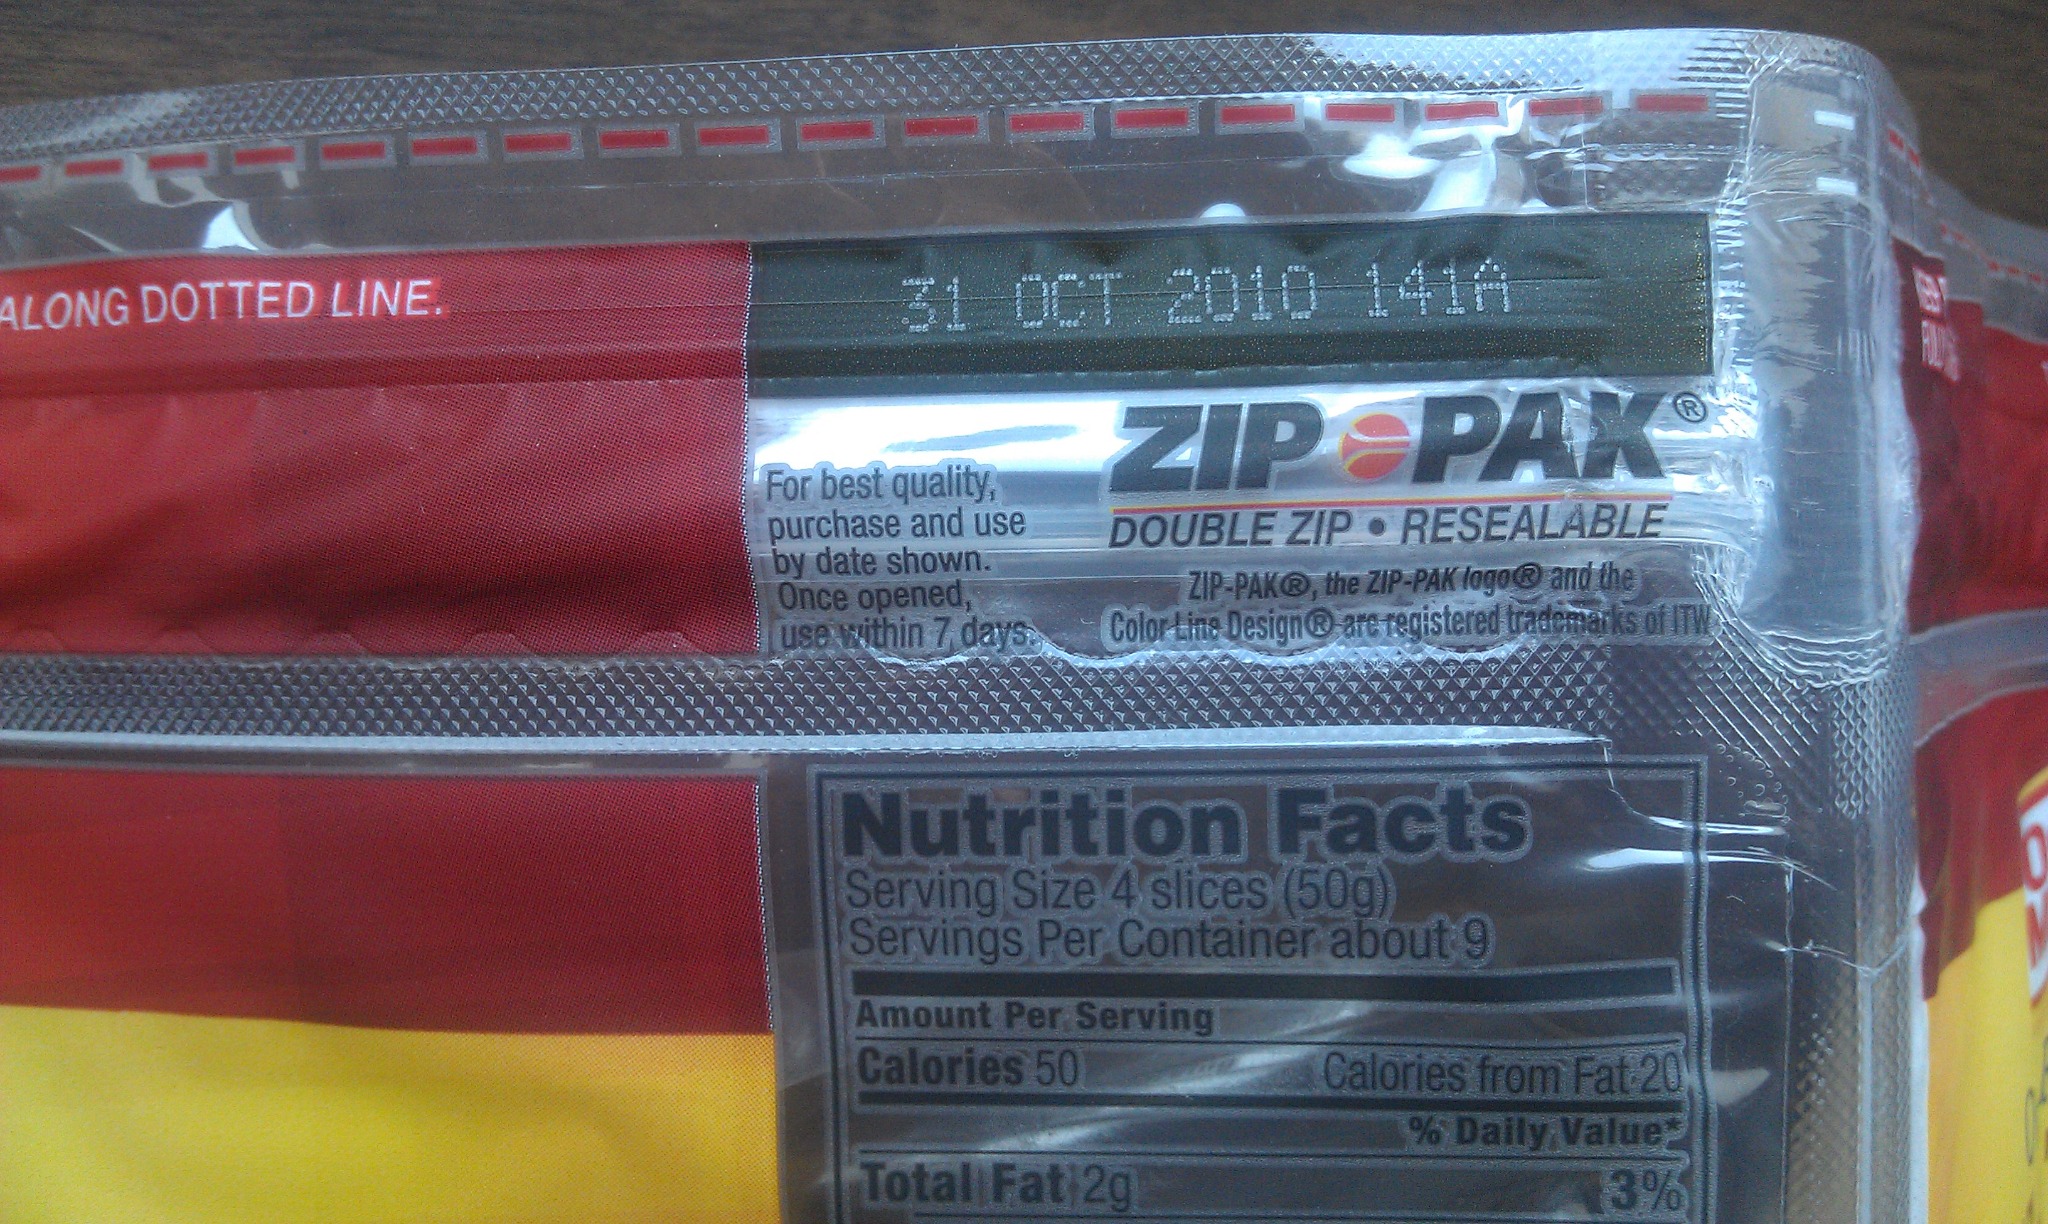 ALONG DOTTED LINE.
31 OCT 2010 141A
ZIP PAK®
DOUBLE ZIP • RESEALABLE
For best quality,
purchase and use
by date shown.
Once opened,
use within 7 days.
ZIP-PAK®, the ZIP-PAK logo® and the
Color Line Design® are registered trademarks of ITW
Nutrition Facts
Serving Size 4 slices (50g)
Servings Per Container about 9
Amount Per Serving
Calories 50 Calories from Fat 20
% Daily Value*
Total Fat 2g 3%